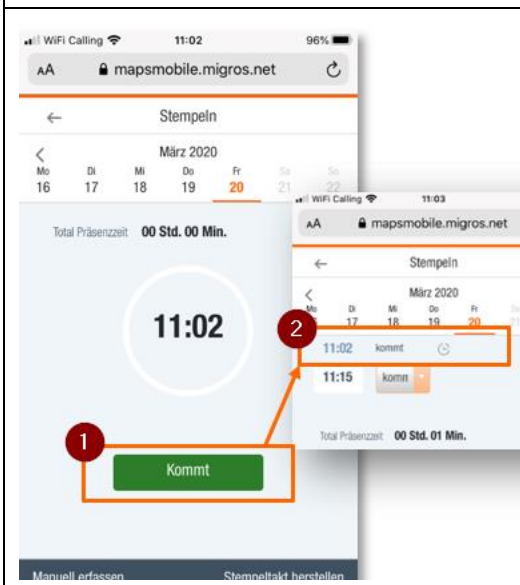 WiFi Calling 11:02 96%
AA mapsmobile.migros.net
Stempeln
März 2020
Mo Di Mi Do Fr Sa So
16 17 18 19 20 21 22
Total Präsenzzeit 00 Std. 00 Min.
11:02
1
Kommt
Manuell erfassen Stempeltakt herstellen
WiFi Calling 11:03
AA mapsmobile.migros.net
Stempeln
März 2020
Mo Di Mi Do Fr
17 18 19 20 21
2
11:02 kommt
11:15 komm
Total Präsenzzeit 00 Std. 01 Min.